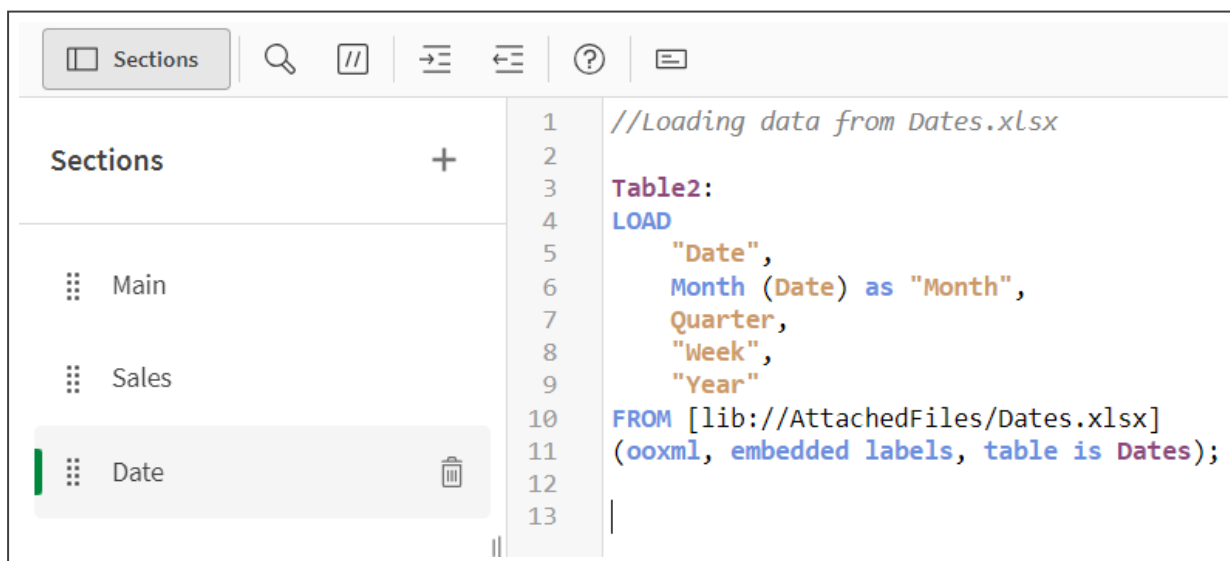 Sections
//
?
Sections +
Main
Sales
Date
1 //Loading data from Dates.xlsx
2
3 Table2:
4 LOAD
5 "Date",
6 Month (Date) as "Month",
7 Quarter,
8 "Week",
9 "Year"
10 FROM [lib://AttachedFiles/Dates.xlsx]
11 (ooxml, embedded labels, table is Dates);
12
13